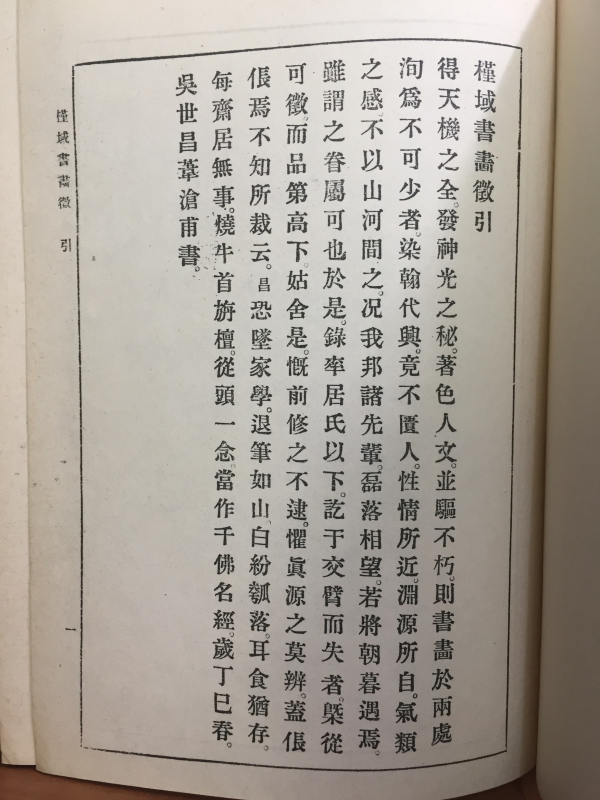 槿域書畵徵引
得天機之全。發神光之秘。著色人文。並驅不朽。則書畵於兩處
洵爲不可少者。染翰代興。竟不匱人。性情所近。淵源所自。氣類
之感。不以山河間之。况我邦諸先輩。磊落相望。若將朝暮遇焉。
雖謂之眷屬可也於是。錄率居氏以下。訖于交臂而失者。槩從
可徵。而品第高下。姑舍是。慨前修之不逮。懼眞源之莫辨。蓋倀
倀焉不知所裁云。昌恐墜家學。退筆如山。白紛瓠落。耳食猶存。
每齋居無事。燒牛首旃檀。從頭一念。當作千佛名經。歲丁巳春。
吳世昌葦滄甫書。
槿域書畵徵 引
一